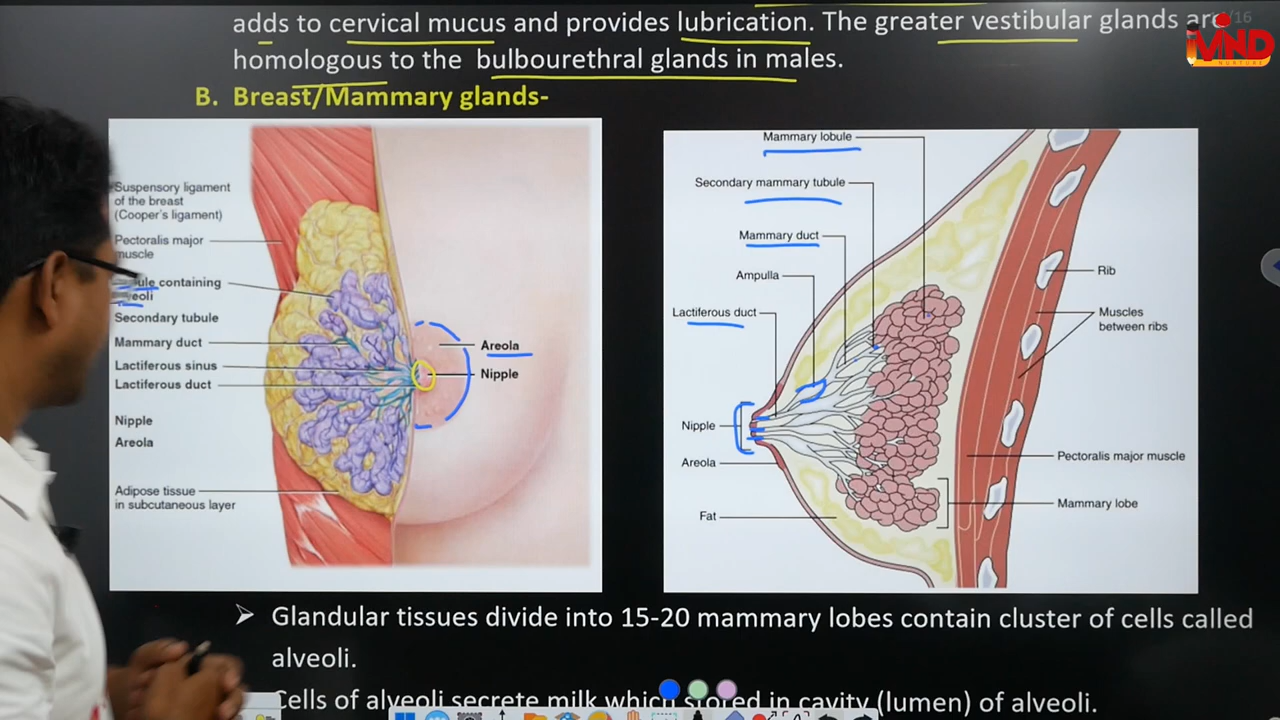 adds to cervical mucus and provides lubrication. The greater vestibular glands are
/16
iMIND
NURTURE
homologous to the bulbourethral glands in males.
B. Breast/Mammary glands-
Suspensory ligament
of the breast
(Cooper's ligament)
Pectoralis major
muscle
containing
Secondary tubule
Mammary duct
Lactiferous sinus
Lactiferous duct
Nipple
Areola
Adipose tissue
in subcutaneous layer
Areola
Nipple
Mammary lobule
Secondary mammary tubule
Mammary duct
Ampulla
Lactiferous duct
Nipple
Areola
Fat
Rib
Muscles
between ribs
Pectoralis major muscle
Mammary lobe
➢ Glandular tissues divide into 15-20 mammary lobes contain cluster of cells called
alveoli.
Cells of alveoli secrete milk which stored in cavity (lumen) of alveoli.